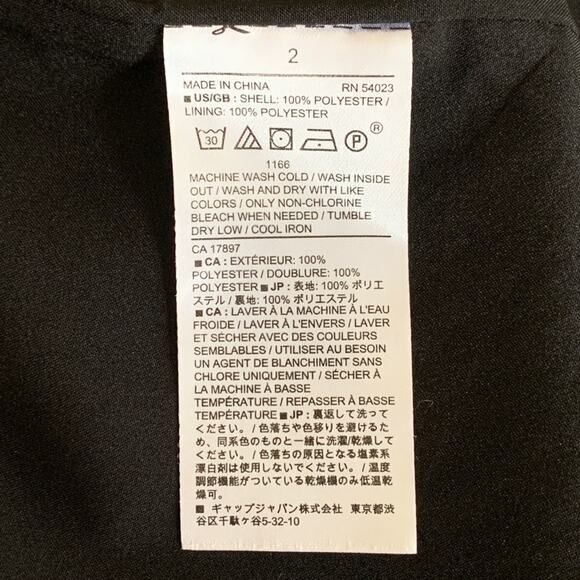 2
MADE IN CHINA RN 54023
■ US/GB : SHELL: 100% POLYESTER /
LINING: 100% POLYESTER
30 P ®
1166
MACHINE WASH COLD / WASH INSIDE
OUT / WASH AND DRY WITH LIKE
COLORS / ONLY NON-CHLORINE
BLEACH WHEN NEEDED / TUMBLE
DRY LOW / COOL IRON
CA 17897
■ CA : EXTÉRIEUR: 100%
POLYESTER / DOUBLURE: 100%
POLYESTER ■ JP : 表地: 100% ポリエ
ステル / 裏地: 100% ポリエステル
■ CA : LAVER À LA MACHINE À L'EAU
FROIDE / LAVER À L'ENVERS / LAVER
ET SÉCHER AVEC DES COULEURS
SEMBLABLES / UTILISER AU BESOIN
UN AGENT DE BLANCHIMENT SANS
CHLORE UNIQUEMENT / SÉCHER À
LA MACHINE À BASSE
TEMPÉRATURE / REPASSER À BASSE
TEMPÉRATURE ■ JP : 裏返して洗って
ください。/ 色落ちや色移りを避けるた
め、同系色のものと一緒に洗濯/乾燥して
ください。/ 色落ちの原因となる塩素系
漂白剤は使用しないでください。/ 温度
調節機能がついている乾燥機のみ低温乾
燥可。
■ ギャップジャパン株式会社 東京都渋
谷区千駄ヶ谷5-32-10